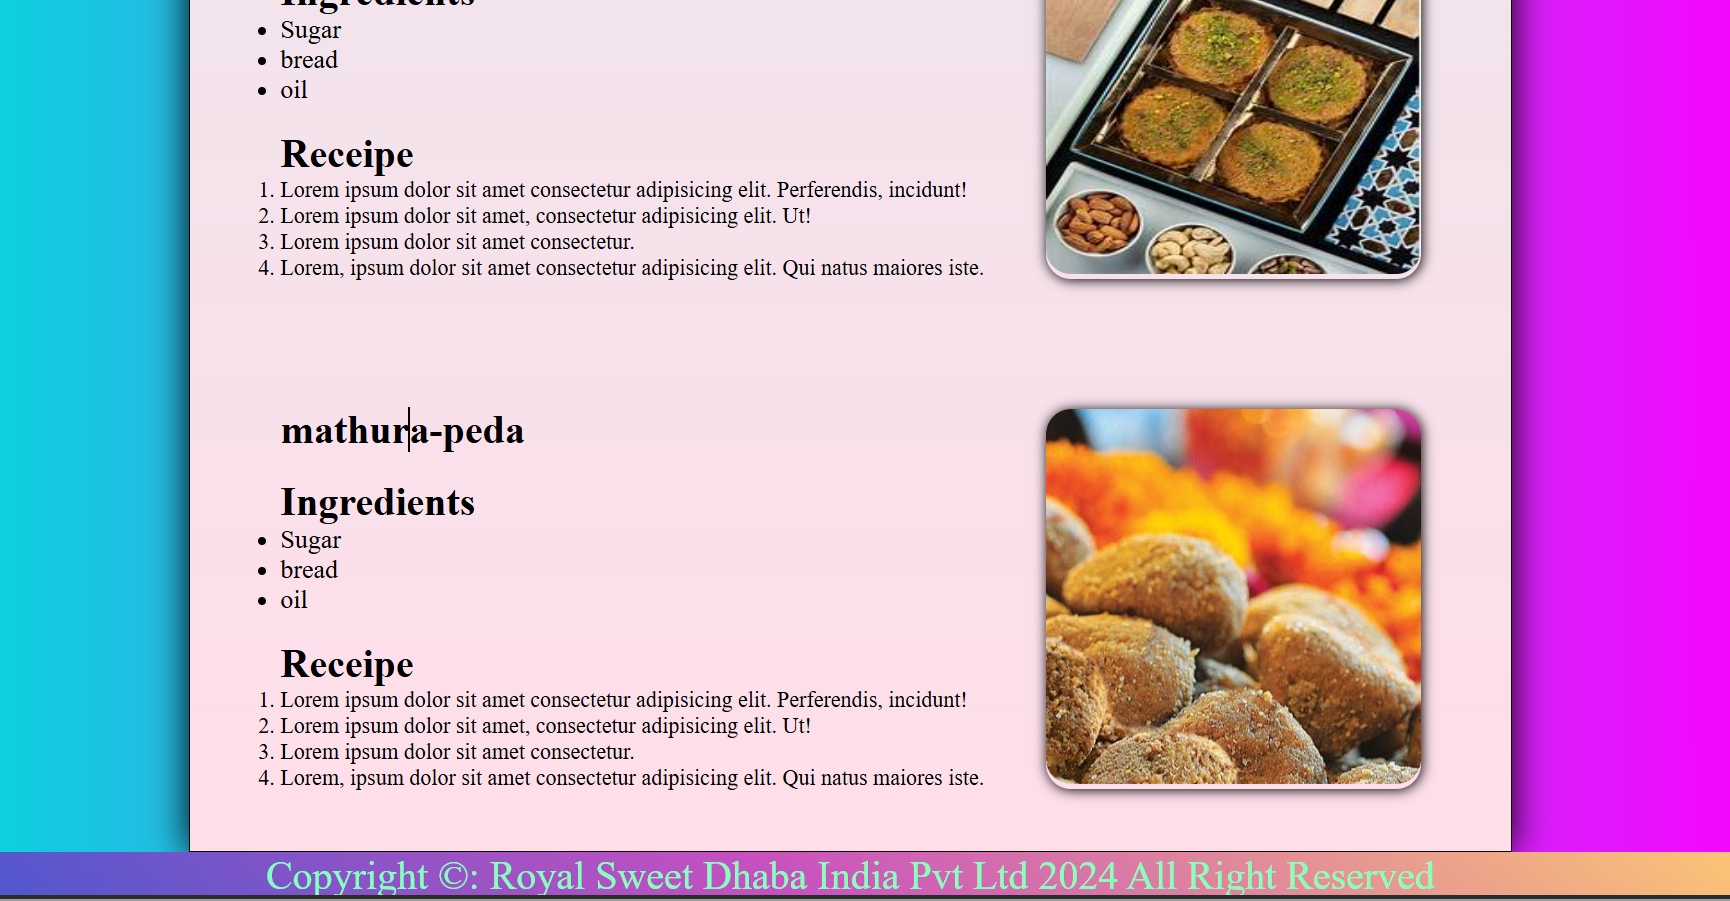 Ingredients
Sugar
bread
oil
Receipe
1. Lorem ipsum dolor sit amet consectetur adipisicing elit. Perferendis, incidunt!
2. Lorem ipsum dolor sit amet, consectetur adipisicing elit. Ut!
3. Lorem ipsum dolor sit amet consectetur.
4. Lorem, ipsum dolor sit amet consectetur adipisicing elit. Qui natus maiores iste.
mathura-peda
Ingredients
Sugar
bread
oil
Receipe
1. Lorem ipsum dolor sit amet consectetur adipisicing elit. Perferendis, incidunt!
2. Lorem ipsum dolor sit amet, consectetur adipisicing elit. Ut!
3. Lorem ipsum dolor sit amet consectetur.
4. Lorem, ipsum dolor sit amet consectetur adipisicing elit. Qui natus maiores iste.
Copyright ©: Royal Sweet Dhaba India Pvt Ltd 2024 All Right Reserved